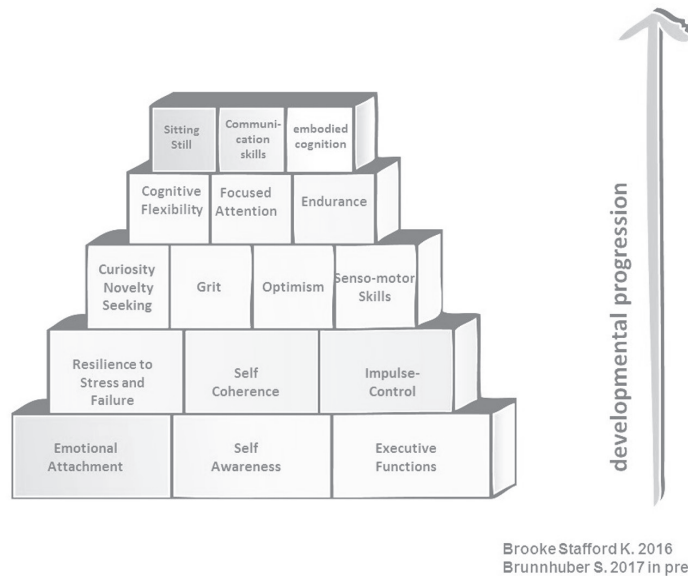 Sitting
Still
Communi-
cation
skills
embodied
cognition
Cognitive
Flexibility
Focused
Attention
Endurance
Curiosity
Novelty
Seeking
Grit
Optimism
Senso-motor
Skills
Resilience to
Stress and
Failure
Self
Coherence
Impulse-
Control
Emotional
Attachment
Self
Awareness
Executive
Functions
developmental progression
Brooke Stafford K. 2016
Brunnhuber S. 2017 in pre